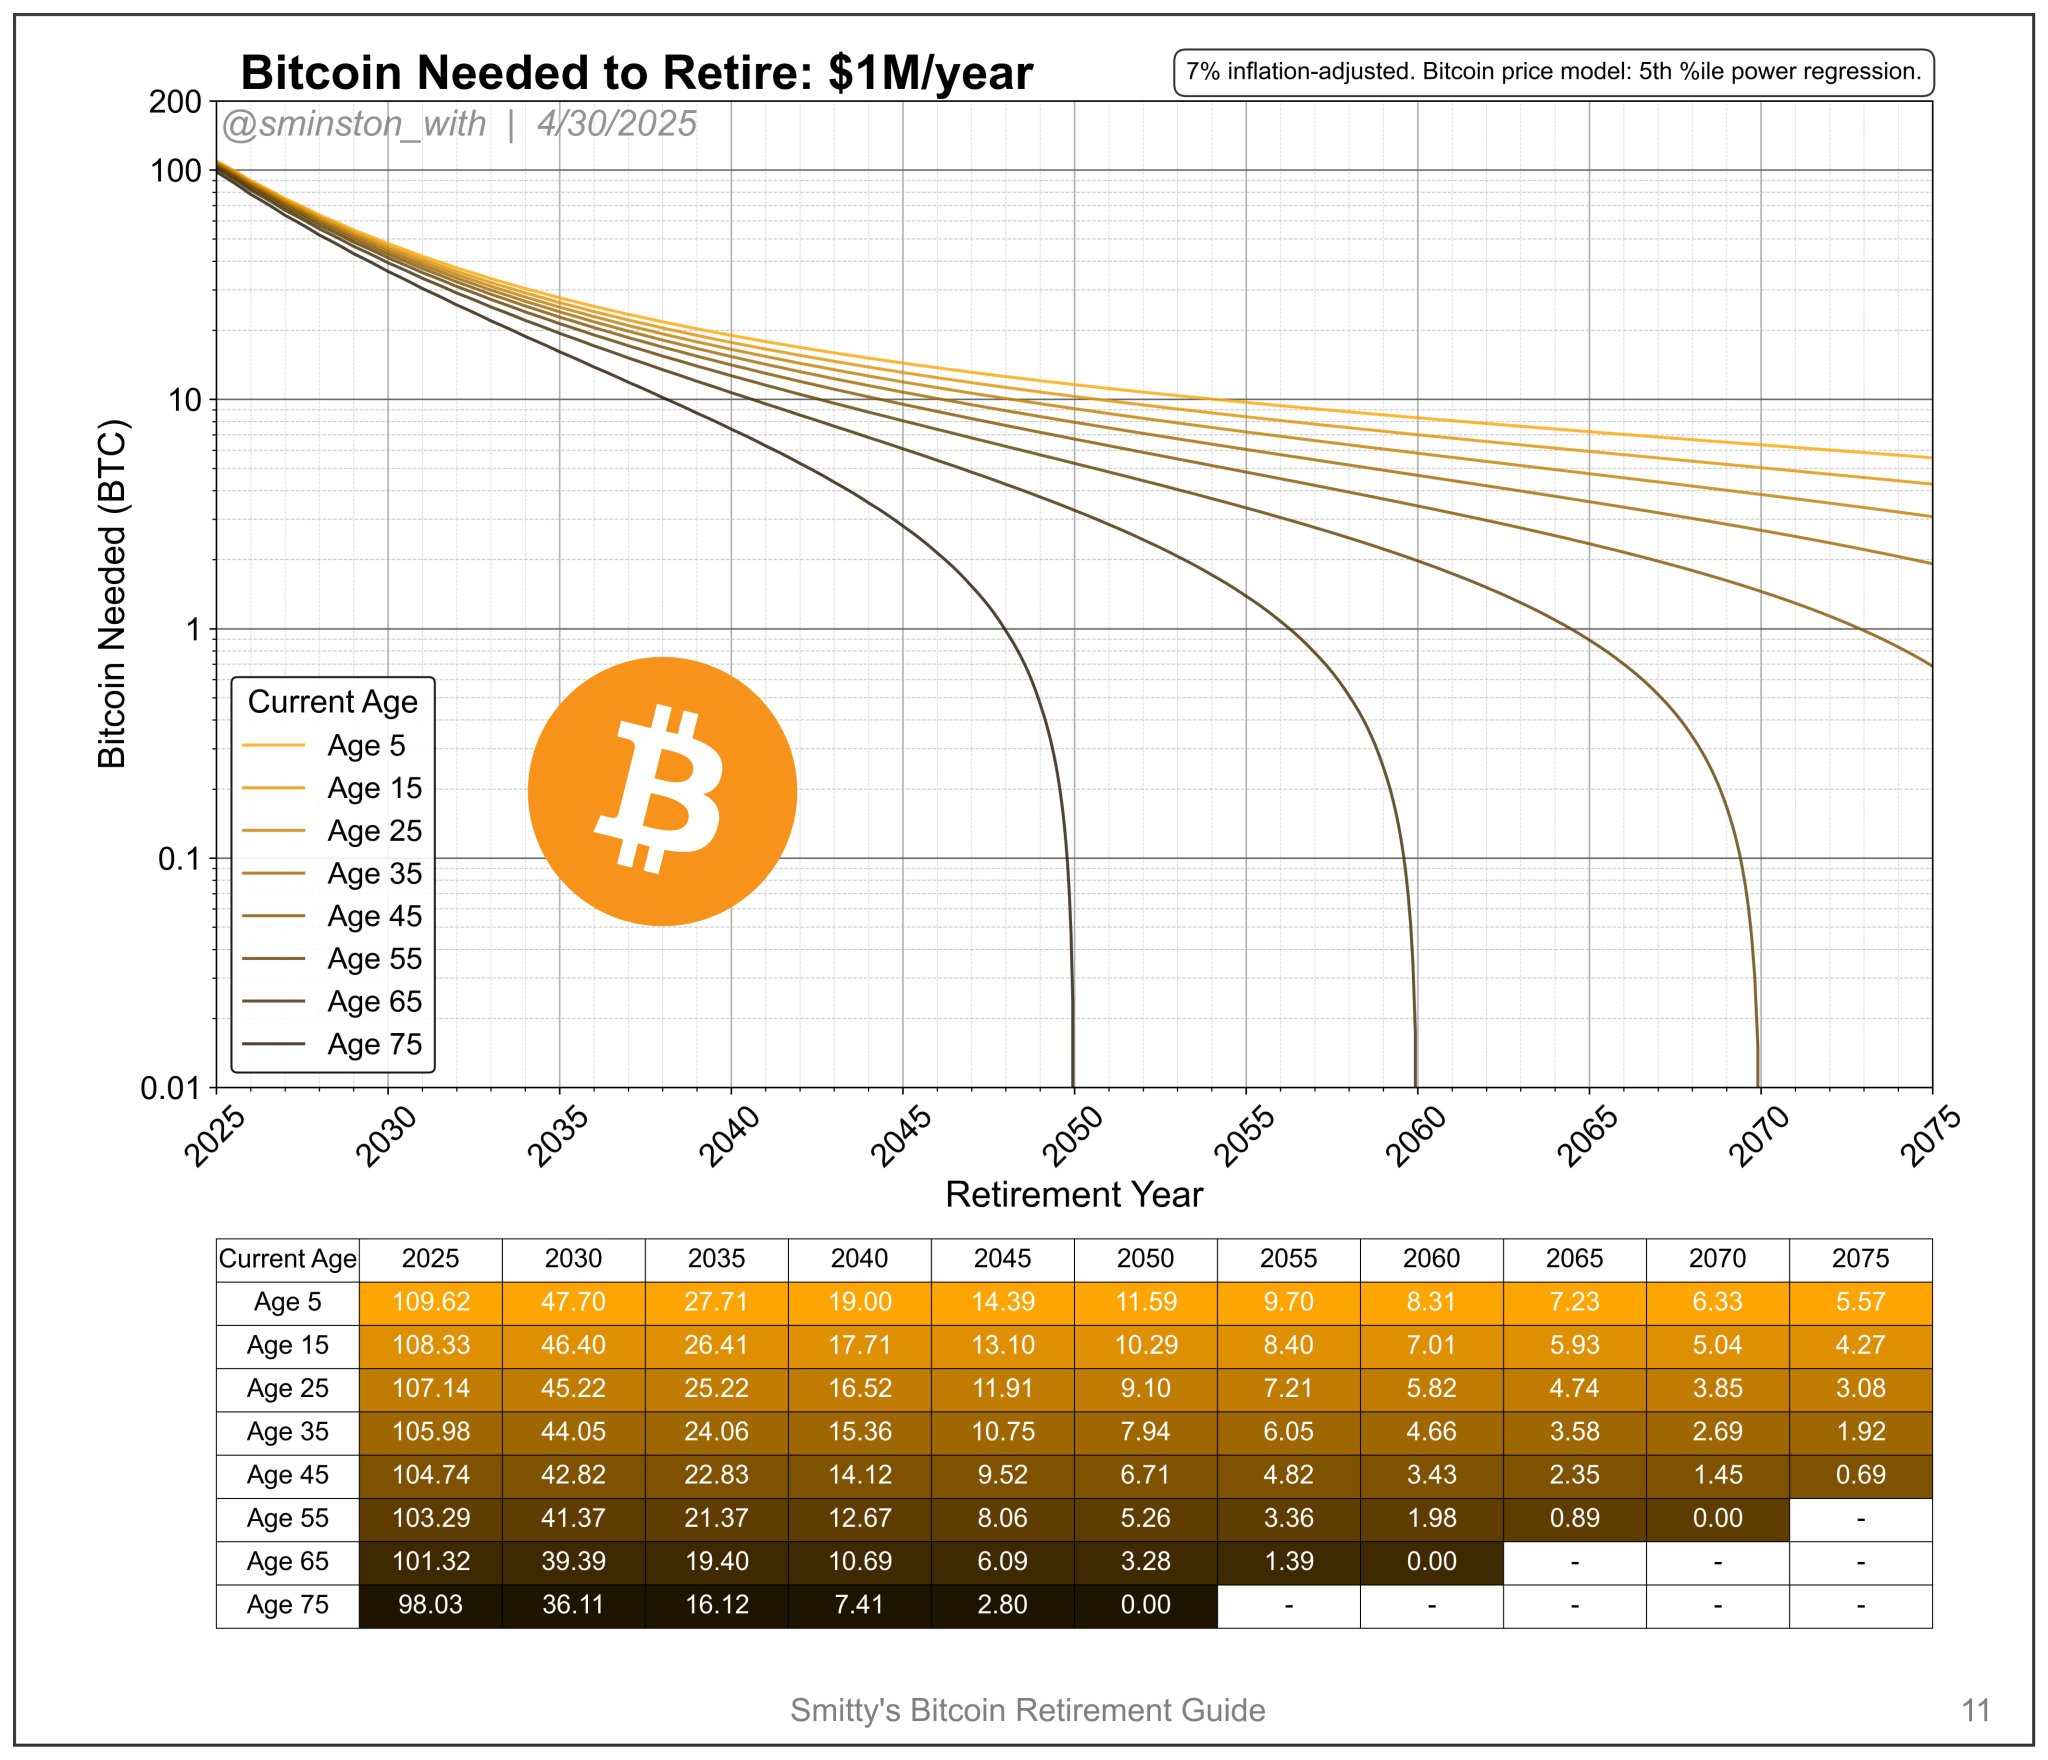 Bitcoin Needed to Retire: $1M/year
7% inflation-adjusted. Bitcoin price model: 5th %ile power regression.
@sminston_with | 4/30/2025
200
100
10
1
0.1
0.01
Bitcoin Needed (BTC)
Current Age
Age 5
Age 15
Age 25
Age 35
Age 45
Age 55
Age 65
Age 75
2025 2030 2035 2040 2045 2050 2055 2060 2065 2070 2075
Retirement Year
Current Age 2025 2030 2035 2040 2045 2050 2055 2060 2065 2070 2075
Age 5 109.62 47.70 27.71 19.00 14.39 11.59 9.70 8.31 7.23 6.33 5.57
Age 15 108.33 46.40 26.41 17.71 13.10 10.29 8.40 7.01 5.93 5.04 4.27
Age 25 107.14 45.22 25.22 16.52 11.91 9.10 7.21 5.82 4.74 3.85 3.08
Age 35 105.98 44.05 24.06 15.36 10.75 7.94 6.05 4.66 3.58 2.69 1.92
Age 45 104.74 42.82 22.83 14.12 9.52 6.71 4.82 3.43 2.35 1.45 0.69
Age 55 103.29 41.37 21.37 12.67 8.06 5.26 3.36 1.98 0.89 0.00 -
Age 65 101.32 39.39 19.40 10.69 6.09 3.28 1.39 0.00 - - -
Age 75 98.03 36.11 16.12 7.41 2.80 0.00 - - - - -
Smitty's Bitcoin Retirement Guide
11